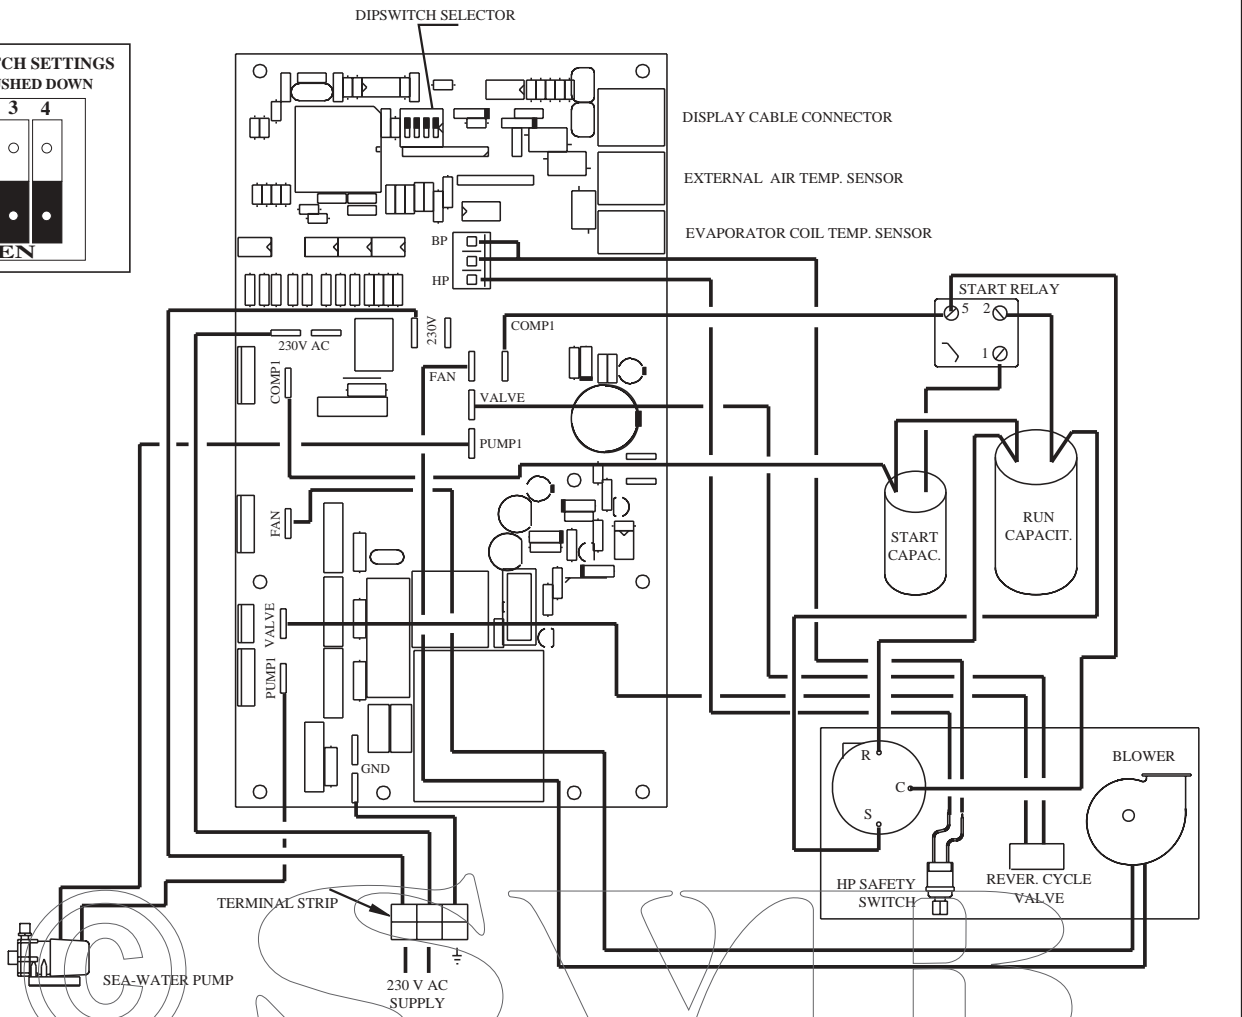 DIPSWITCH SELECTOR
TCH SETTINGS
SHED DOWN
3 4
EN
DISPLAY CABLE CONNECTOR
EXTERNAL AIR TEMP. SENSOR
EVAPORATOR COIL TEMP. SENSOR
BP
HP
START RELAY
5 2
1
COMP1
230V
230V AC
COMP1
FAN
VALVE
PUMP1
FAN
START
CAPAC.
RUN
CAPACIT.
VALVE
PUMP1
GND
R
C
S
BLOWER
HP SAFETY
SWITCH
REVER. CYCLE
VALVE
TERMINAL STRIP
SEA-WATER PUMP
230 V AC
SUPPLY
© SVB